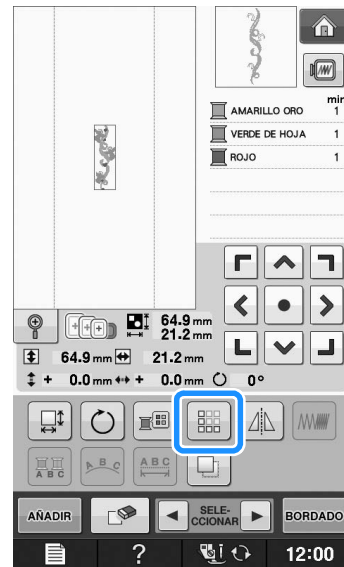 min
AMARILLO ORO 1
VERDE DE HOJA 1
ROJO 1
64.9 mm
21.2 mm
64.9 mm 21.2 mm
+ 0.0 mm + 0.0 mm 0°
A B C
A B C
A B C
AÑADIR
SELE-
CCIONAR
BORDADO
?
12:00